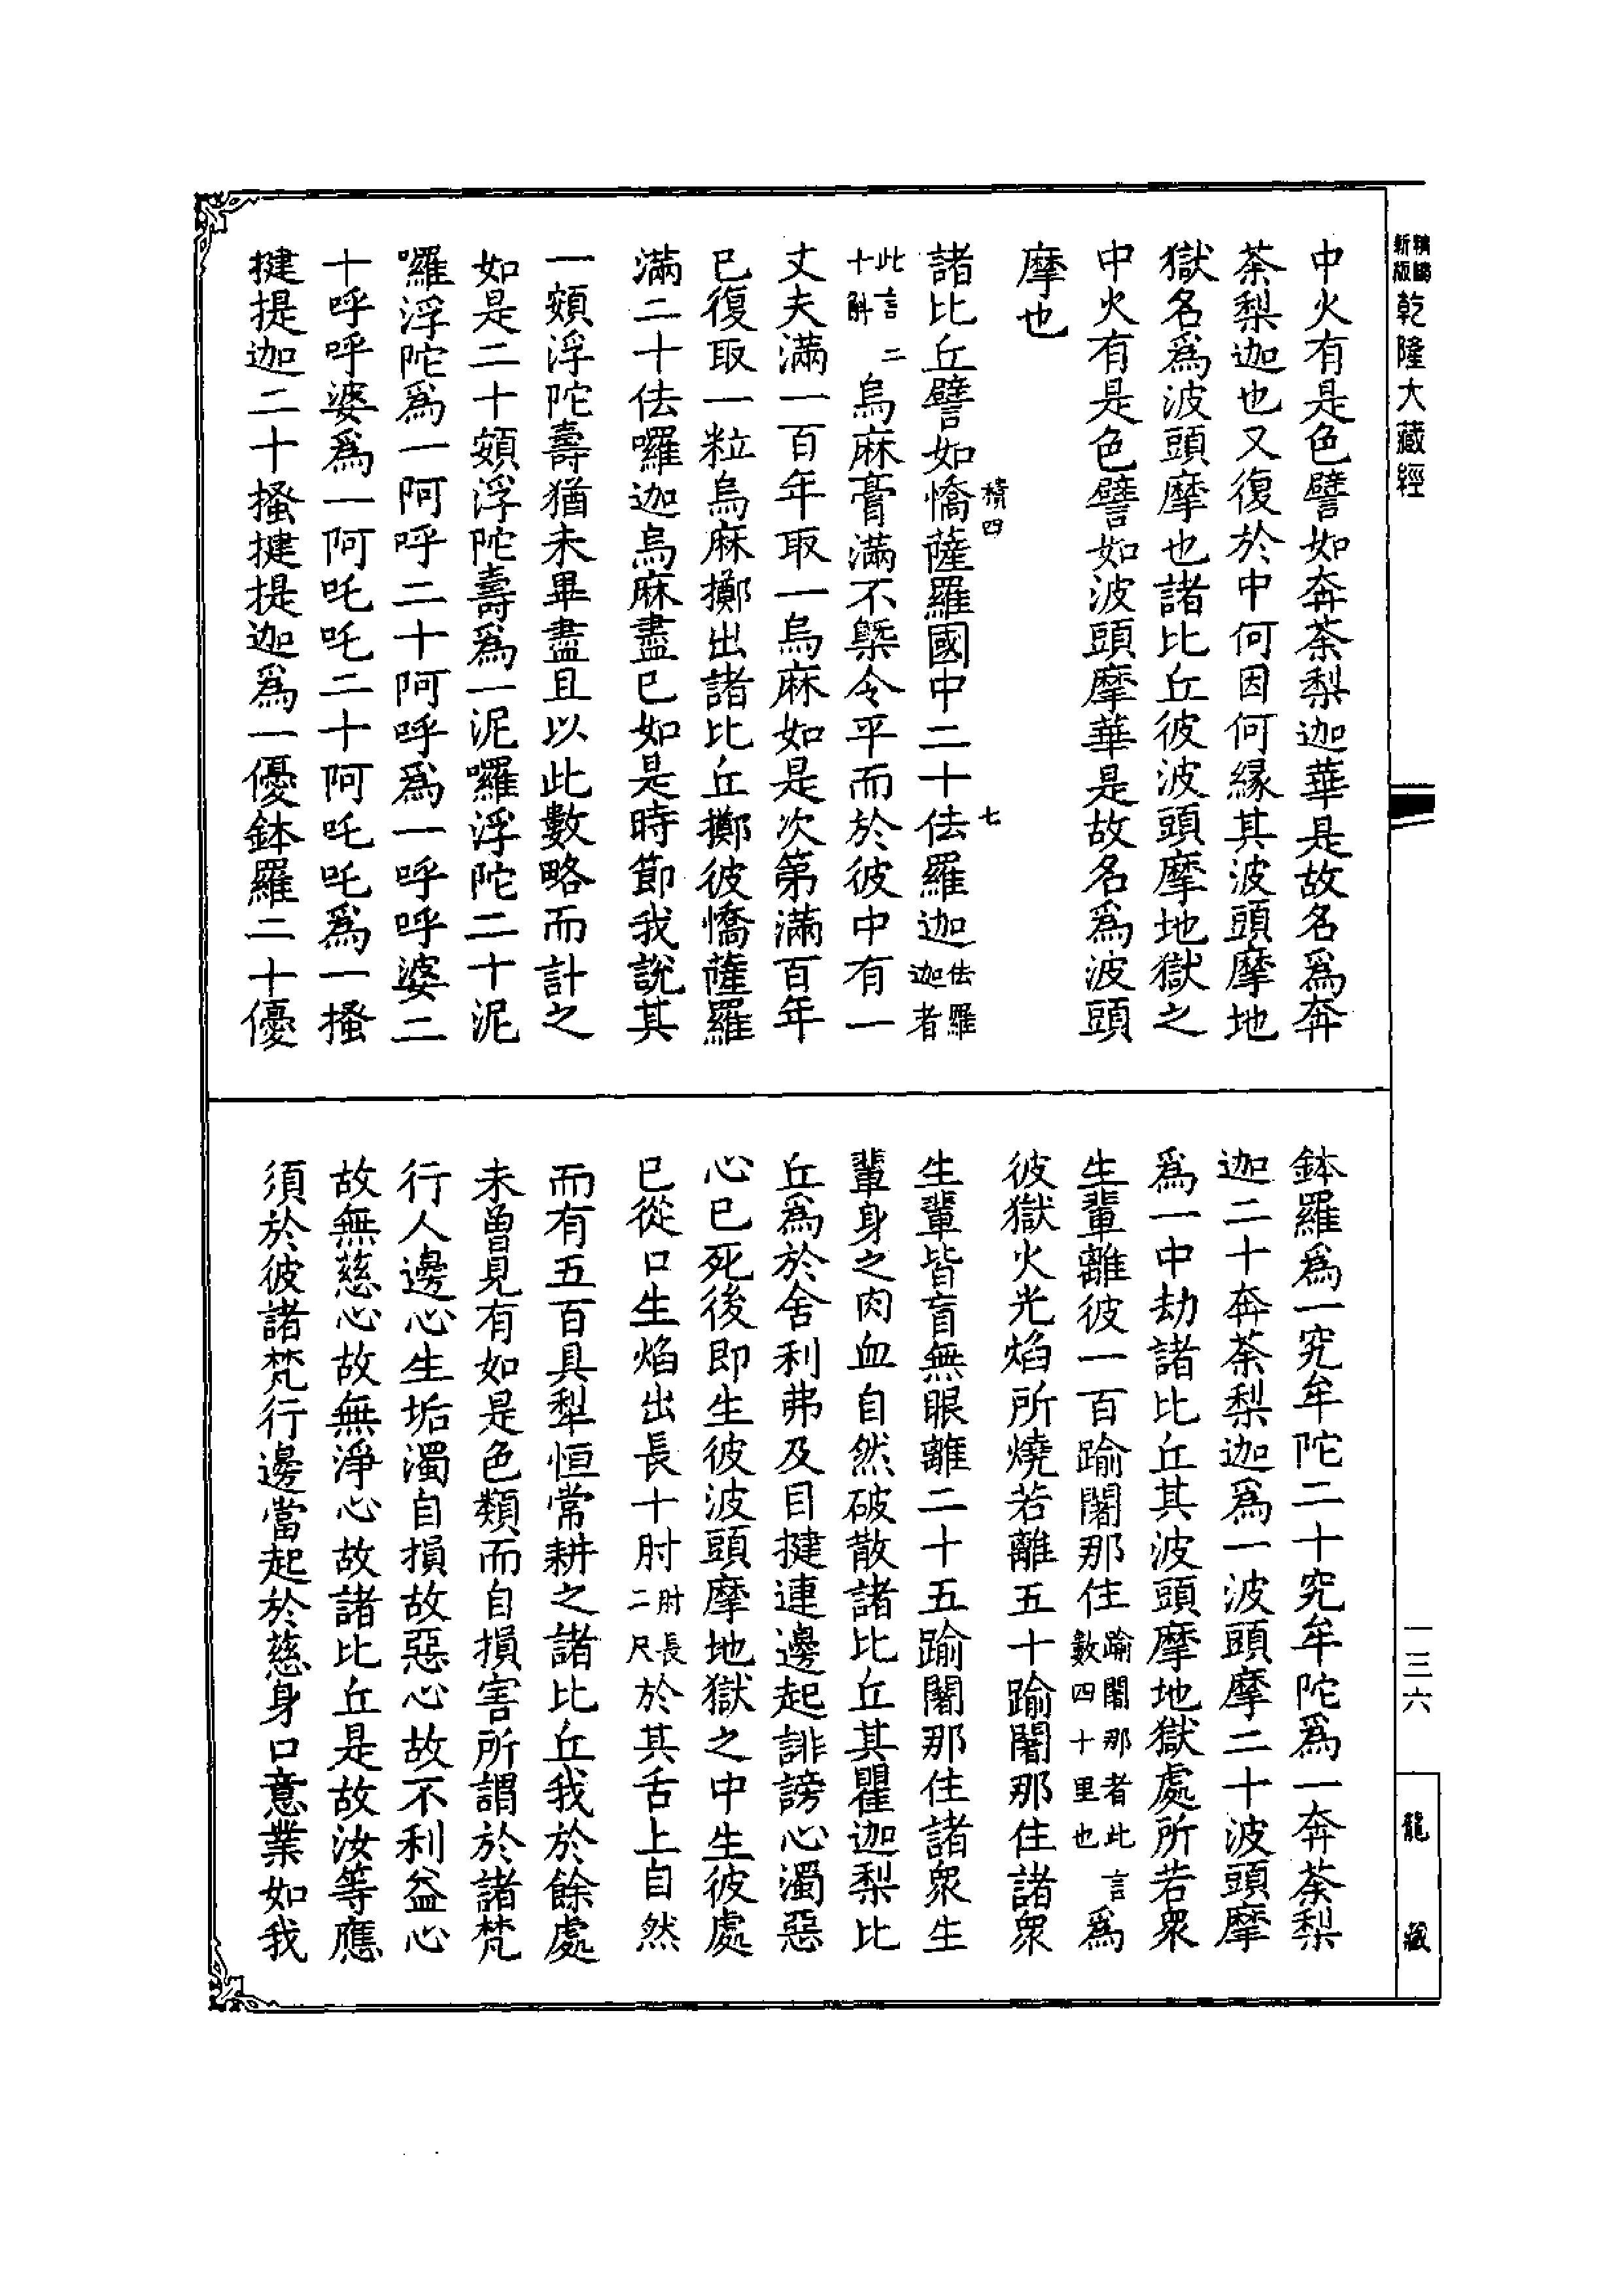 新版精縮乾隆大藏經
中火有是色譬如奔荼梨迦華是故名為奔
荼梨迦也又復於中何因何緣其波頭摩地
獄名為波頭摩也諸比丘彼波頭摩地獄之
中火有是色譬如波頭摩華是故名為波頭
摩也
積四 七
諸比丘譬如憍薩羅國中二十佉羅迦佉羅迦者
此言二十斛烏麻膏滿不槩令平而於彼中有一
丈夫滿一百年取一烏麻如是次第滿百年
已復取一粒烏麻擲出諸比丘擲彼憍薩羅
滿二十佉囉迦烏麻盡已如是時節我說其
一頞浮陀壽猶未畢盡且以此數略而計之
如是二十頞浮陀壽為一泥囉浮陀二十泥
囉浮陀為一阿呼二十阿呼為一呼呼婆二
十呼呼婆為一阿吒吒二十阿吒吒為一搔
揵提迦二十搔揵提迦為一優鉢羅二十優
鉢羅為一究牟陀二十究牟陀為一奔荼梨
迦二十奔荼梨迦為一波頭摩二十波頭摩
為一中劫諸比丘其波頭摩地獄處所若衆
生輩離彼一百踰闍那住踰闍那者此言數四十里也為
彼獄火光焰所燒若離五十踰闍那住諸衆
生輩皆盲無眼離二十五踰闍那住諸衆生
輩身之肉血自然破散諸比丘其瞿迦梨比
丘為於舍利弗及目揵連邊起誹謗心濁惡
心已死後即生彼波頭摩地獄之中生彼處
已從口生焰出長十肘肘長二尺於其舌上自然
而有五百具犁恒常耕之諸比丘我於餘處
未曾見有如是色類而自損害所謂於諸梵
行人邊心生垢濁自損故惡心故不利益心
故無慈心故無淨心故諸比丘是故汝等應
須於彼諸梵行邊當起於慈身口意業如我
一三六
龍藏